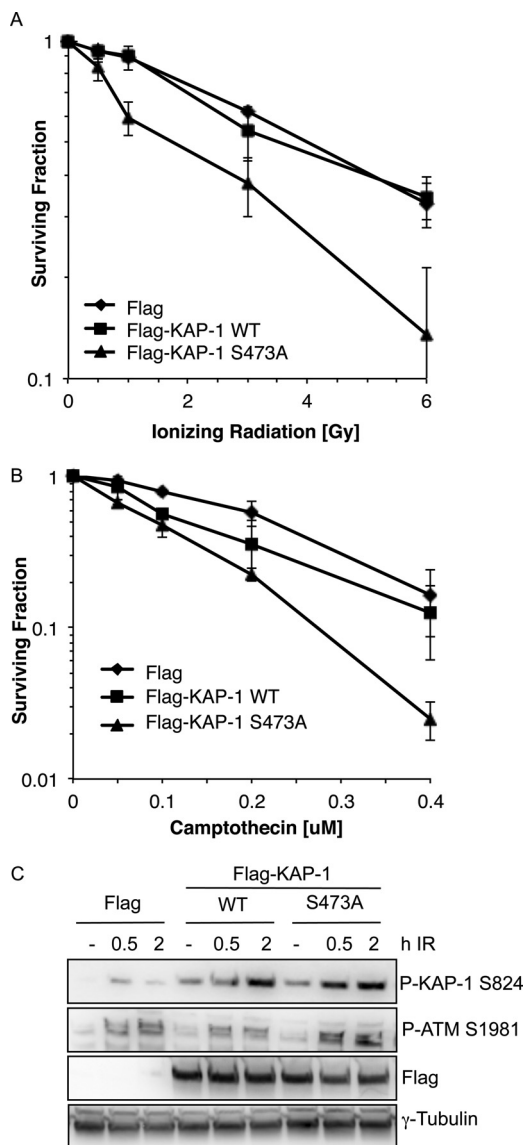 A
1
0.1
Surviving Fraction
Flag
Flag-KAP-1 WT
Flag-KAP-1 S473A
0 2 4 6
Ionizing Radiation [Gy]
B
1
0.1
0.01
Surviving Fraction
Flag
Flag-KAP-1 WT
Flag-KAP-1 S473A
0 0.1 0.2 0.3 0.4
Camptothecin [uM]
C
Flag-KAP-1
Flag WT S473A
- 0.5 2 - 0.5 2 - 0.5 2 h IR
P-KAP-1 S824
P-ATM S1981
Flag
γ-Tubulin